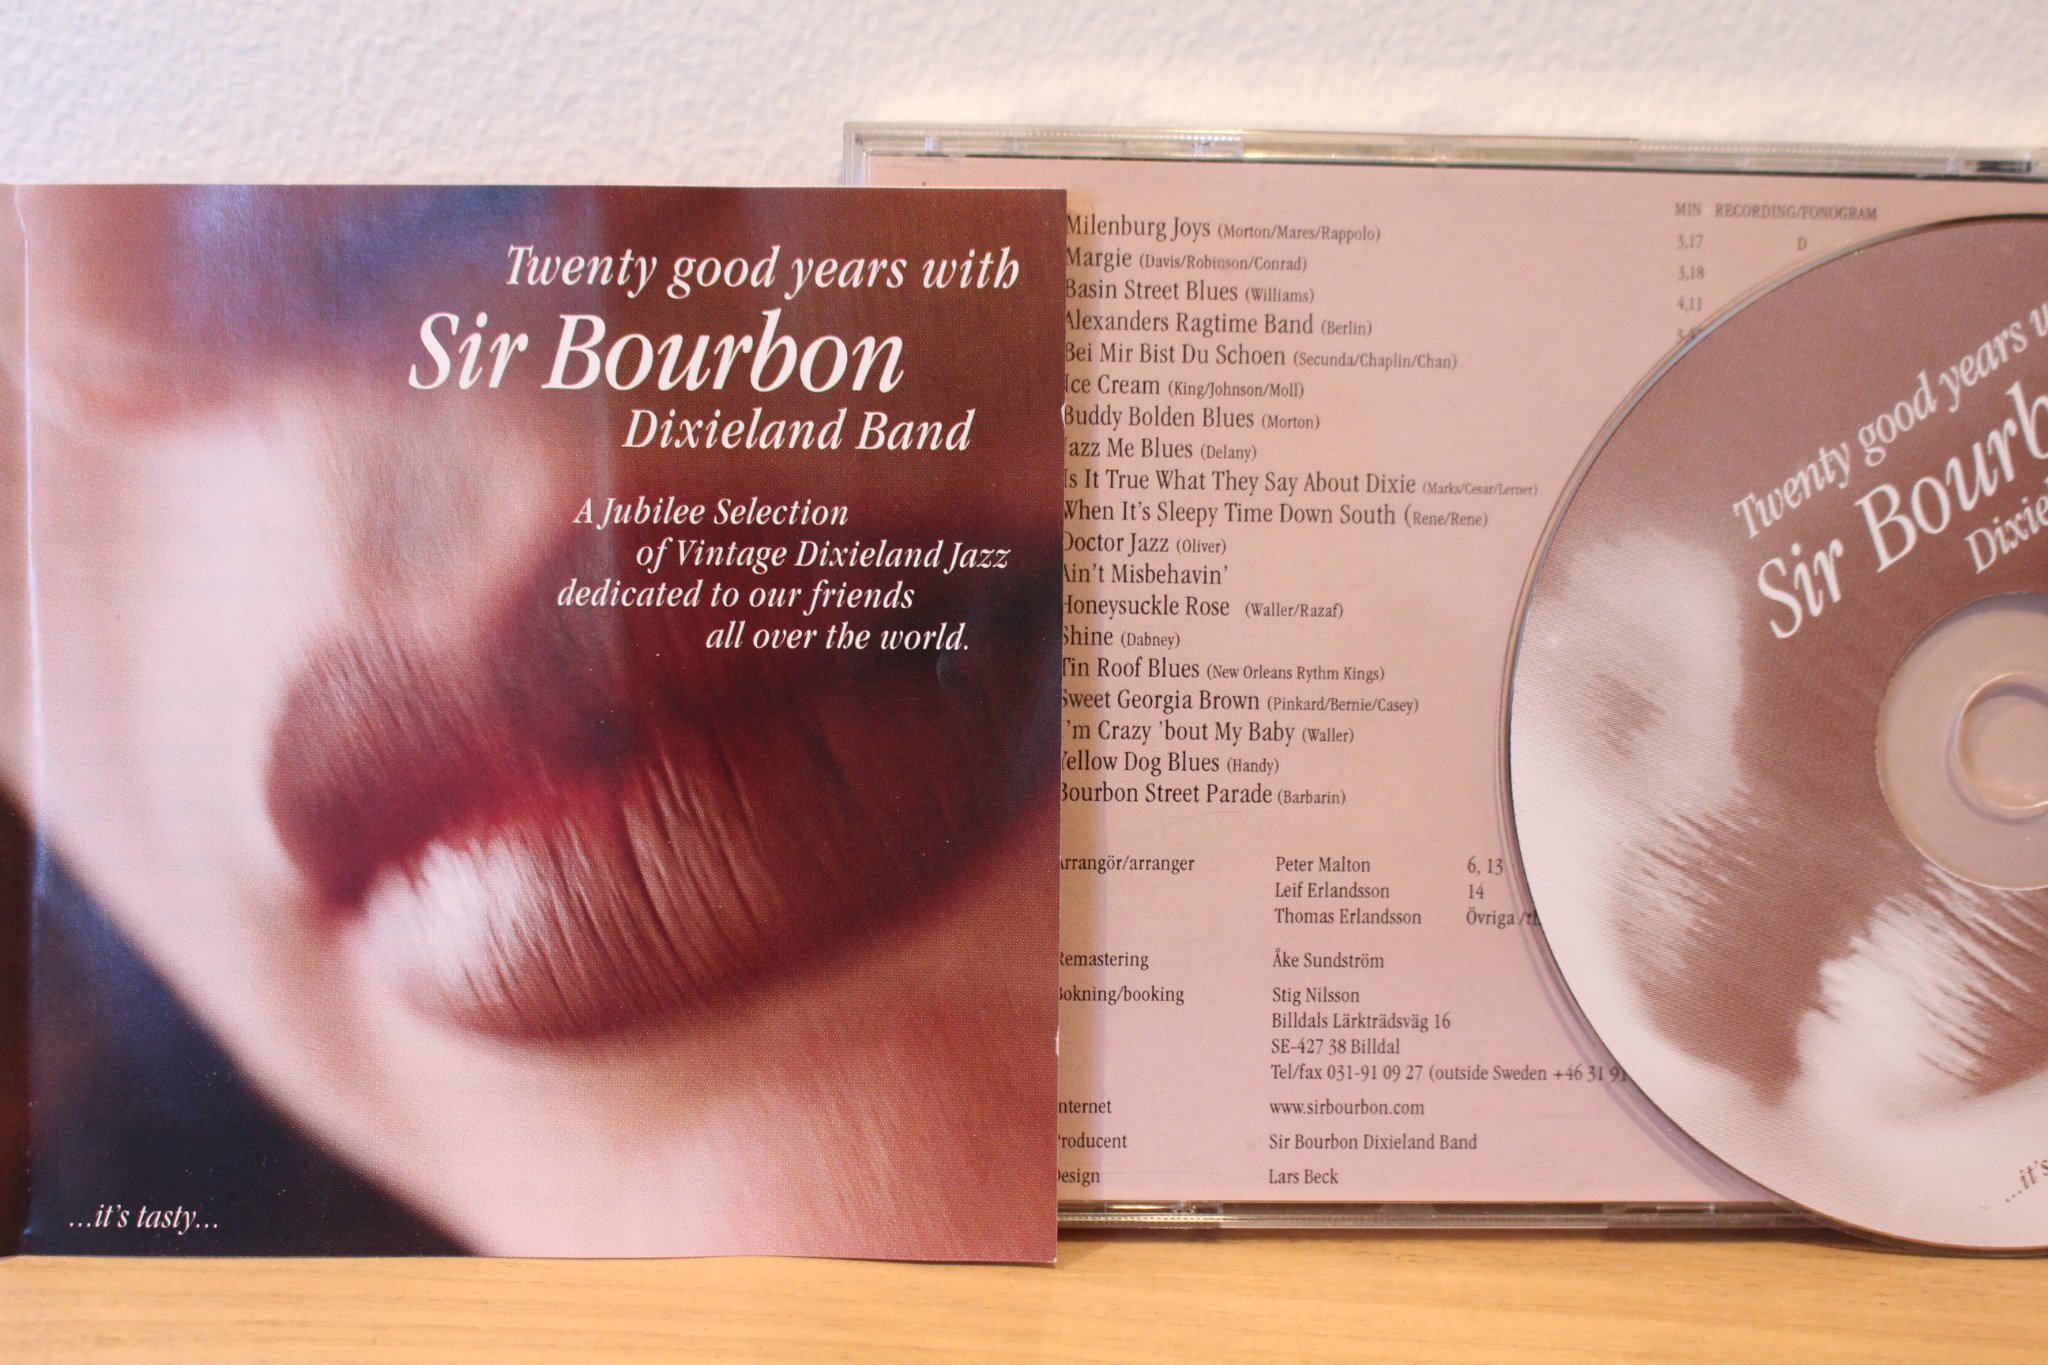 Twenty good years with
Sir Bourbon
Dixieland Band
A Jubilee Selection
of Vintage Dixieland Jazz
dedicated to our friends
all over the world.
...it's tasty...
MIN RECORDING/FONOGRAM
Milenburg Joys (Morton/Mares/Rappolo) 3,17 D
Margie (Davis/Robinson/Conrad) 3,18
Basin Street Blues (Williams) 4,11
Alexanders Ragtime Band (Berlin)
Bei Mir Bist Du Schoen (Secunda/Chaplin/Chan)
Ice Cream (King/Johnson/Moll)
Buddy Bolden Blues (Morton)
Jazz Me Blues (Delany)
Is It True What They Say About Dixie (Marks/Cesar/Lerner)
When It's Sleepy Time Down South (Rene/Rene)
Doctor Jazz (Oliver)
Ain't Misbehavin'
Honeysuckle Rose (Waller/Razaf)
Shine (Dabney)
Tin Roof Blues (New Orleans Rythm Kings)
Sweet Georgia Brown (Pinkard/Bernie/Casey)
I'm Crazy 'bout My Baby (Waller)
Yellow Dog Blues (Handy)
Bourbon Street Parade (Barbarin)
Arrangör/arranger Peter Malton 6, 13
Leif Erlandsson 14
Thomas Erlandsson Övriga
Remastering Åke Sundström
Bokning/booking Stig Nilsson
Billdals Lärkträdsväg 16
SE-427 38 Billdal
Tel/fax 031-91 09 27 (outside Sweden +46 31 91
Internet www.sirbourbon.com
Producent Sir Bourbon Dixieland Band
Design Lars Beck
Twenty good years
Sir Bourb
Dixiel
...it's